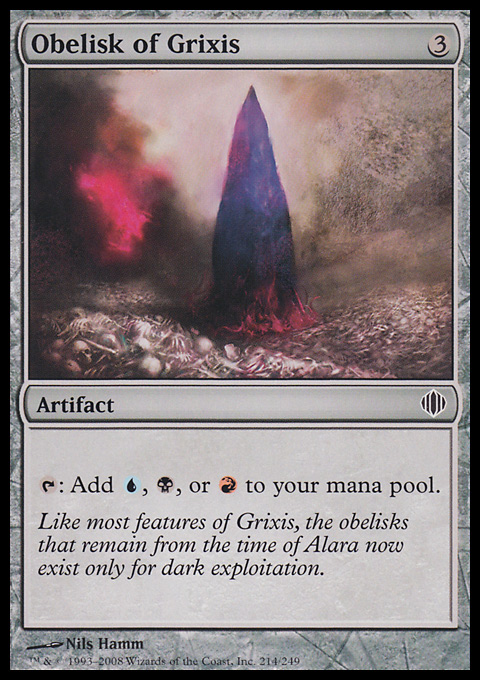 Obelisk of Grixis 3
Artifact
: Add , , or to your mana pool.
Like most features of Grixis, the obelisks
that remain from the time of Alara now
exist only for dark exploitation.
Nils Hamm
™ & © 1993–2008 Wizards of the Coast, Inc. 214/249